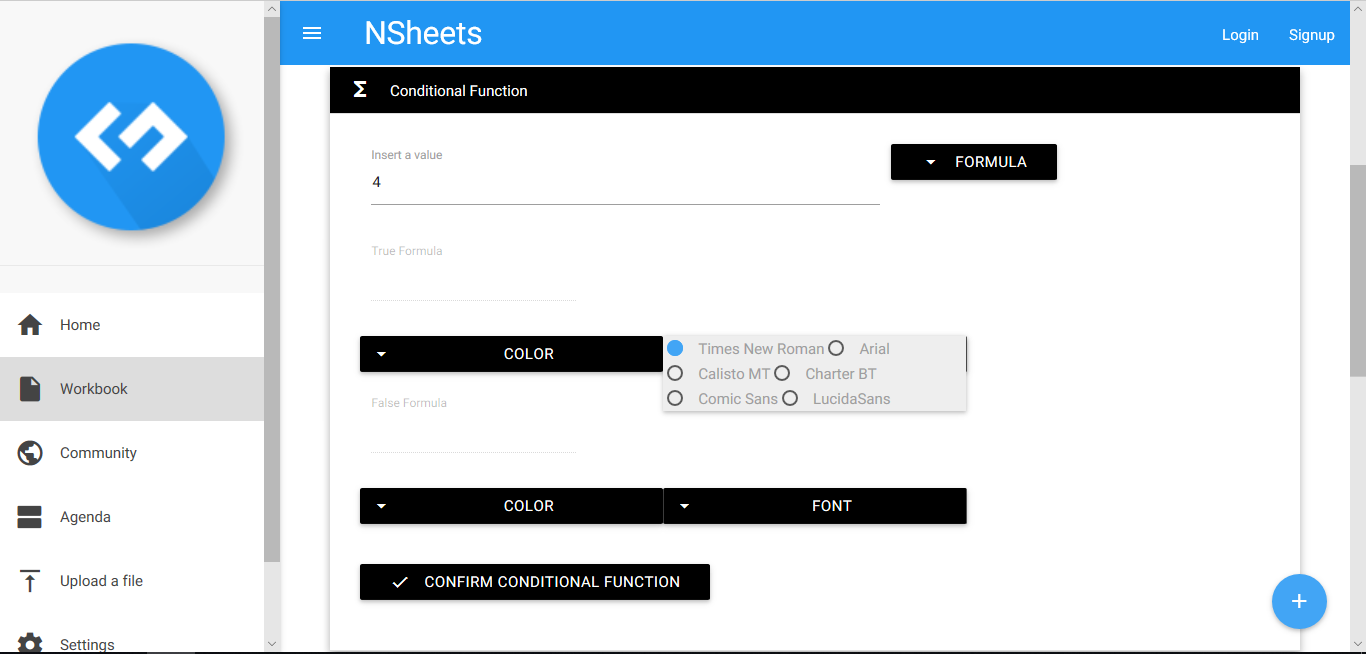 NSheets
Login
Signup
Σ Conditional Function
Insert a value
4
FORMULA
True Formula
COLOR
Times New Roman
Arial
Calisto MT
Charter BT
Comic Sans
LucidaSans
False Formula
COLOR
FONT
CONFIRM CONDITIONAL FUNCTION
Home
Workbook
Community
Agenda
Upload a file
Settings